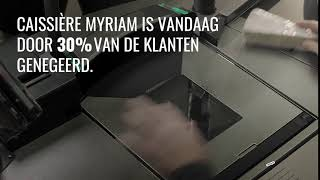 CAISSIÈRE MYRIAM IS VANDAAG
DOOR 30% VAN DE KLANTEN
GENEGEERD.